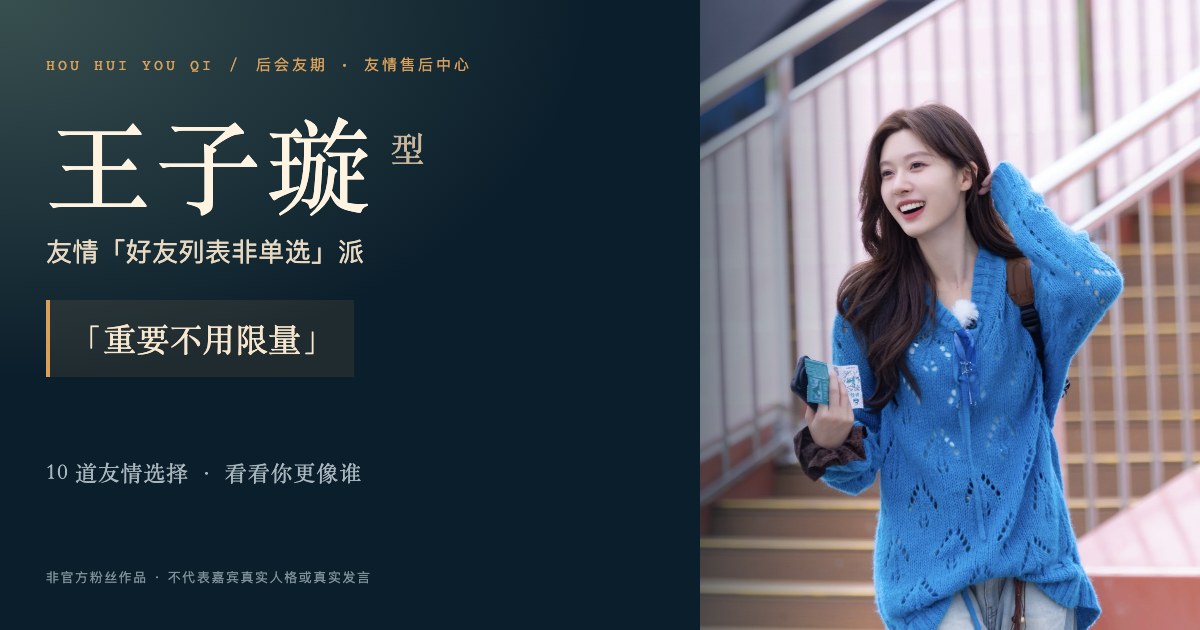 HOU HUI YOU QI / 后会友期 · 友情售后中心
王子璇 型
友情「好友列表非单选」派
「重要不用限量」
10 道友情选择 · 看看你更像谁
非官方粉丝作品 · 不代表嘉宾真实人格或真实发言